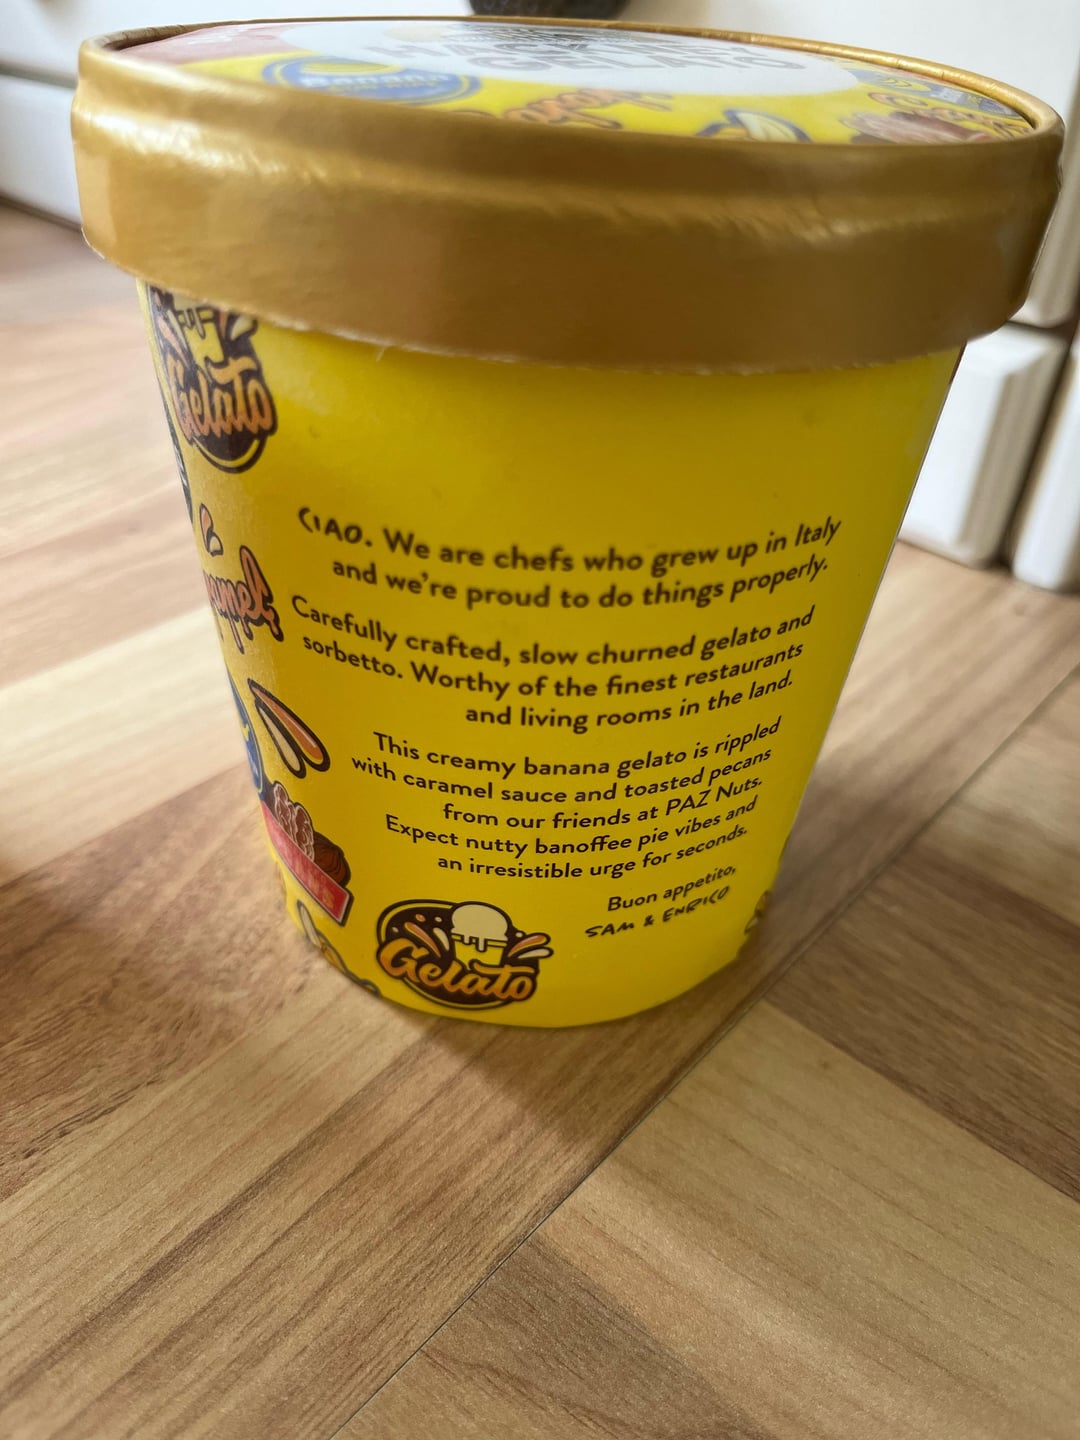 HACKNEY
GELATO
Banana
Gelato
CIAO. We are chefs who grew up in Italy
and we're proud to do things properly.
Carefully crafted, slow churned gelato and
sorbetto. Worthy of the finest restaurants
and living rooms in the land.
This creamy banana gelato is rippled
with caramel sauce and toasted pecans
from our friends at PAZ Nuts.
Expect nutty banoffee pie vibes and
an irresistible urge for seconds.
Buon appetito,
SAM & ENRICO
Gelato